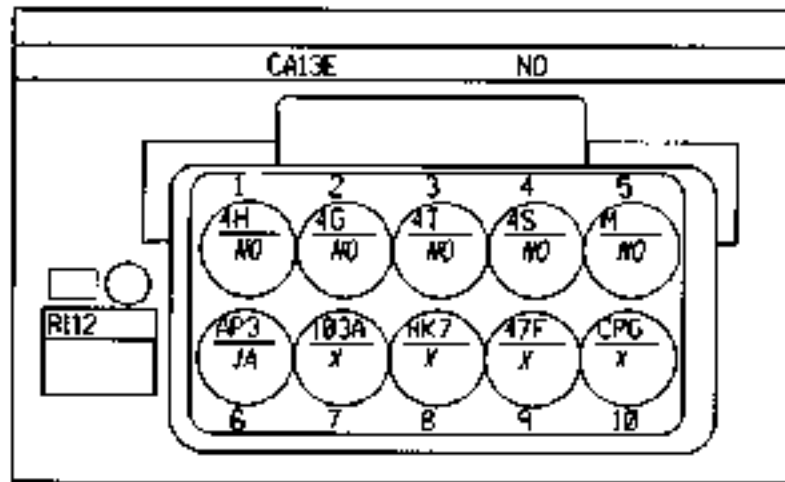 CA13E NO
1 2 3 4 5
4H 4G 4T 4S M
NO NO NO NO NO
AP3 103A AK7 47F CPG
JA X X X X
6 7 8 9 10